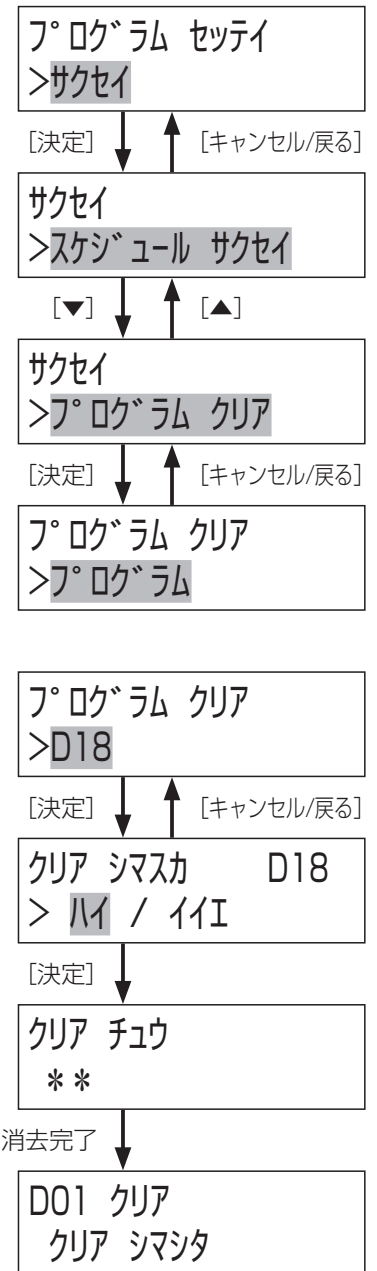 プログラム セッテイ
>サクセイ
[決定] [キャンセル/戻る]
サクセイ
>スケジュール サクセイ
[▼] [▲]
サクセイ
>プログラム クリア
[決定] [キャンセル/戻る]
プログラム クリア
>プログラム
プログラム クリア
>D18
[決定] [キャンセル/戻る]
クリア シマスカ D18
> ハイ / イイエ
[決定]
クリア チュウ
**
消去完了
D01 クリア
クリア シマシタ